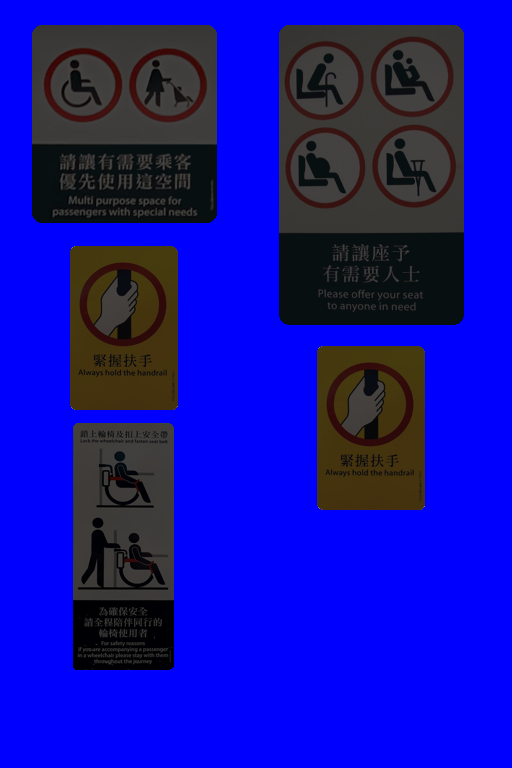 請讓有需要乘客
優先使用這空間
Multi purpose space for
passengers with special needs
請讓座予
有需要人士
Please offer your seat
to anyone in need
緊握扶手
Always hold the handrail
緊握扶手
Always hold the handrail
鎖上輪椅及扣上安全帶
Lock the wheelchair and fasten seat belt
為確保安全
請全程陪伴同行的
輪椅使用者
For safety reasons
if you are accompanying a passenger
in a wheelchair please stay with them
throughout the journey